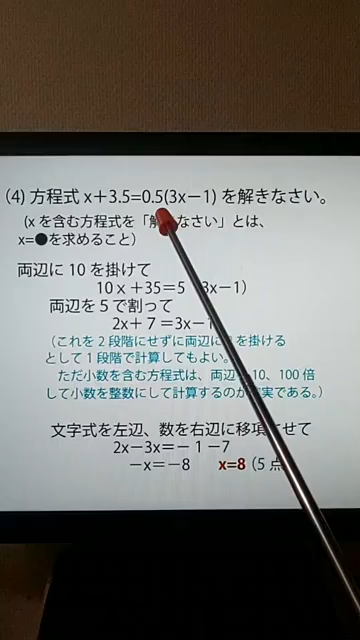 (4) 方程式 x+3.5=0.5(3x−1) を解きなさい。
(x を含む方程式を「解 なさい」とは、
x=●を求めること)
両辺に 10 を掛けて
10x+35=5 3x−1)
両辺を 5 で割って
2x+7=3x−1
(これを 2 段階にせずに両辺に を掛ける
として 1 段階で計算してもよい。
ただ小数を含む方程式は、両辺 10、100 倍
して小数を整数にして計算するのが 実である。)
文字式を左辺、数を右辺に移項 せて
2x−3x=−1−7
−x=−8 x=8 (5 点